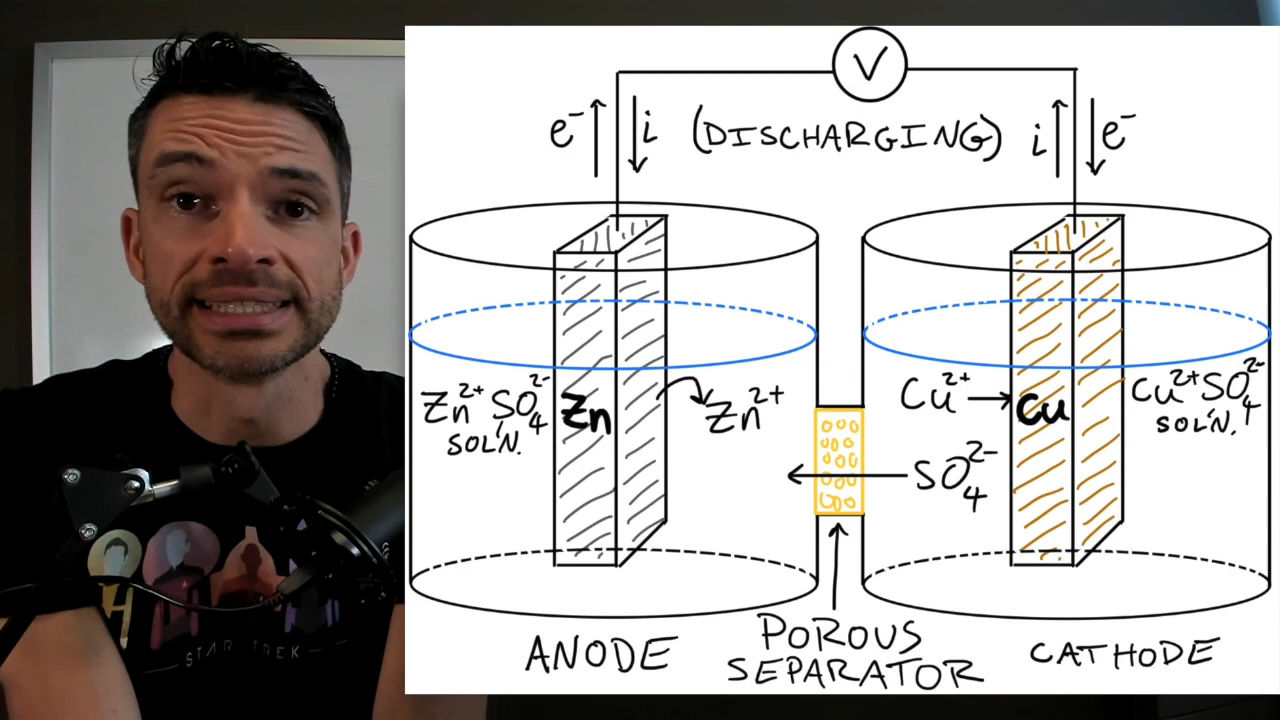 V
e⁻ i (DISCHARGING) i e⁻
Zn²⁺SO₄²⁻
SOL'N.
Zn
Zn²⁺
Cu²⁺
Cu
Cu²⁺SO₄²⁻
SOL'N.
SO₄²⁻
ANODE
POROUS
SEPARATOR
CATHODE
STAR TREK